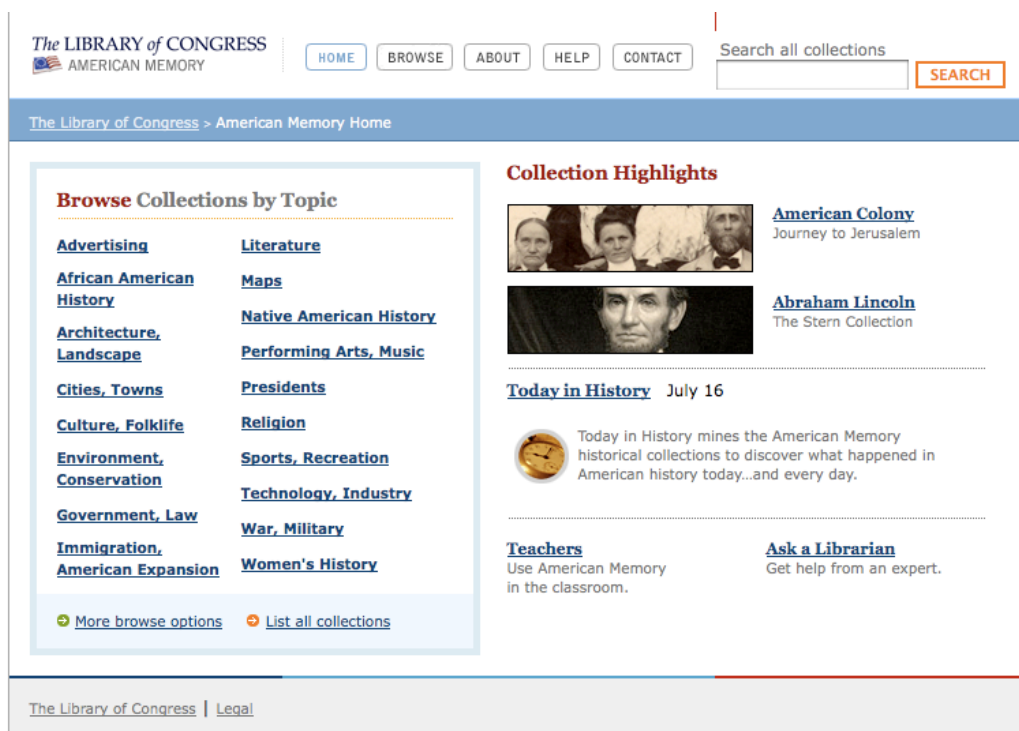 The LIBRARY of CONGRESS
AMERICAN MEMORY
HOME
BROWSE
ABOUT
HELP
CONTACT
Search all collections
SEARCH
The Library of Congress > American Memory Home
Browse Collections by Topic
Advertising
African American
History
Architecture,
Landscape
Cities, Towns
Culture, Folklife
Environment,
Conservation
Government, Law
Immigration,
American Expansion
Literature
Maps
Native American History
Performing Arts, Music
Presidents
Religion
Sports, Recreation
Technology, Industry
War, Military
Women's History
More browse options
List all collections
Collection Highlights
American Colony
Journey to Jerusalem
Abraham Lincoln
The Stern Collection
Today in History July 16
Today in History mines the American Memory
historical collections to discover what happened in
American history today...and every day.
Teachers
Use American Memory
in the classroom.
Ask a Librarian
Get help from an expert.
The Library of Congress | Legal